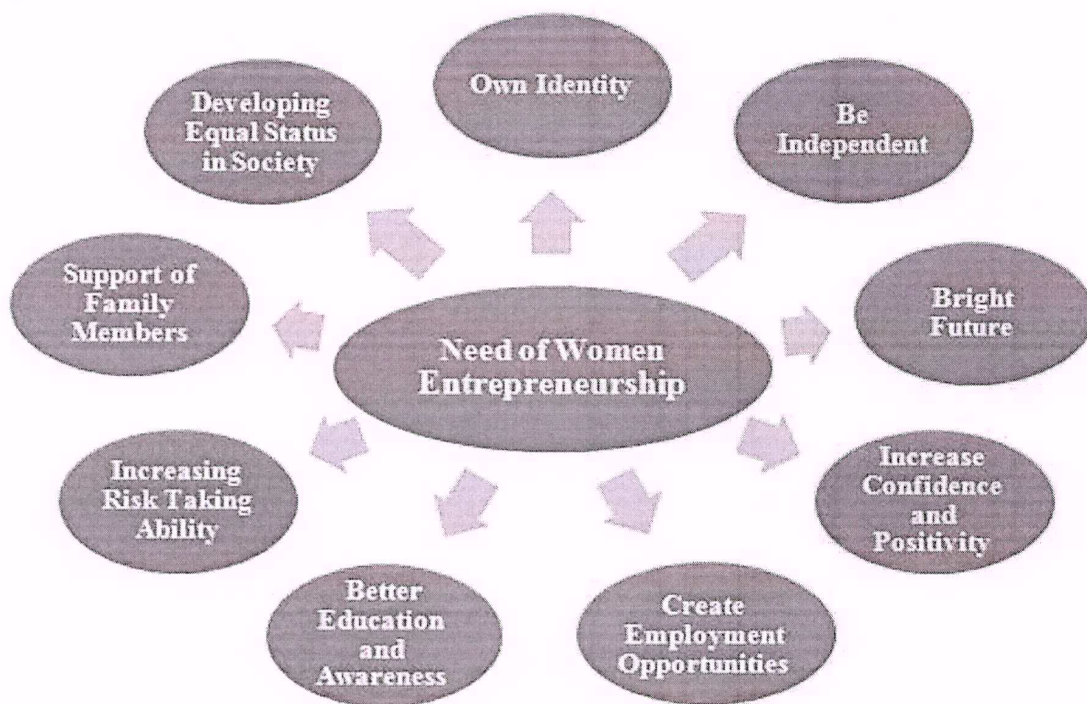 Own Identity
Be
Independent
Bright
Future
Increase
Confidence
and
Positivity
Create
Employment
Opportunities
Better
Education
and
Awareness
Increasing
Risk Taking
Ability
Support of
Family
Members
Developing
Equal Status
in Society
Need of Women
Entrepreneurship